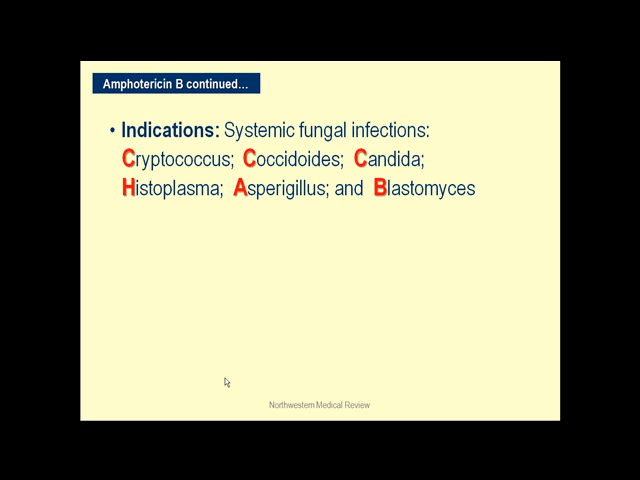 Amphotericin B continued...
• Indications: Systemic fungal infections:
Cryptococcus; Coccidoides; Candida;
Histoplasma; Asperigillus; and Blastomyces
Northwestern Medical Review